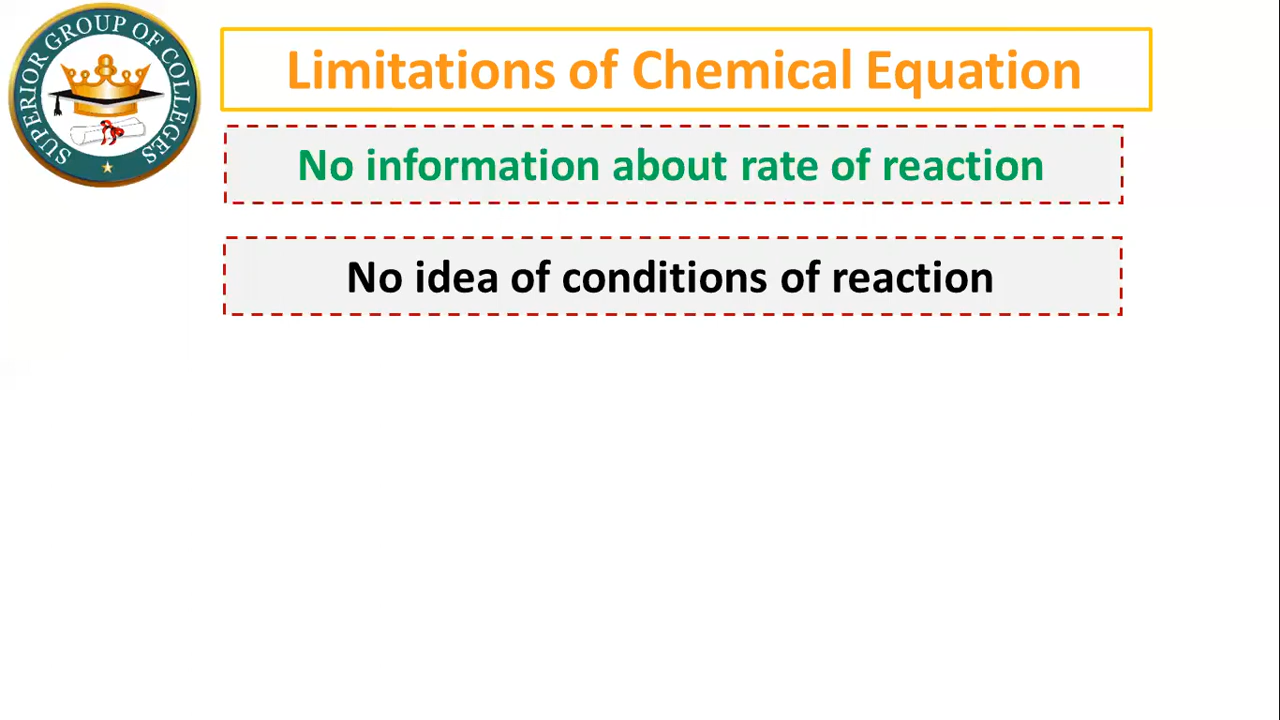 SUPERIOR GROUP OF COLLEGES
Limitations of Chemical Equation
No information about rate of reaction
No idea of conditions of reaction